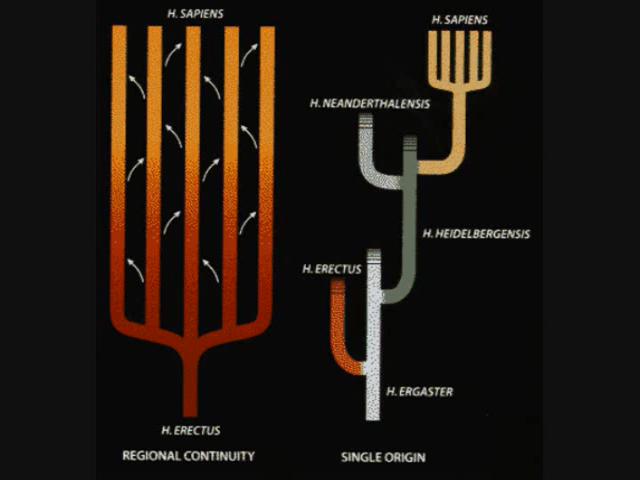 H. SAPIENS
H. ERECTUS
REGIONAL CONTINUITY
H. SAPIENS
H. NEANDERTHALENSIS
H. HEIDELBERGENSIS
H. ERECTUS
H. ERGASTER
SINGLE ORIGIN